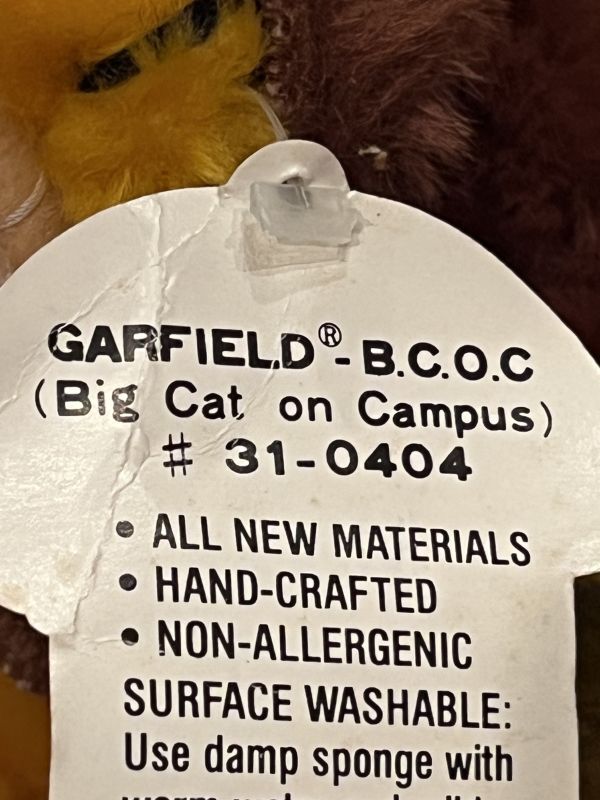 GARFIELD®-B.C.O.C
(Big Cat on Campus)
# 31-0404
• ALL NEW MATERIALS
• HAND-CRAFTED
• NON-ALLERGENIC
SURFACE WASHABLE:
Use damp sponge with
warm